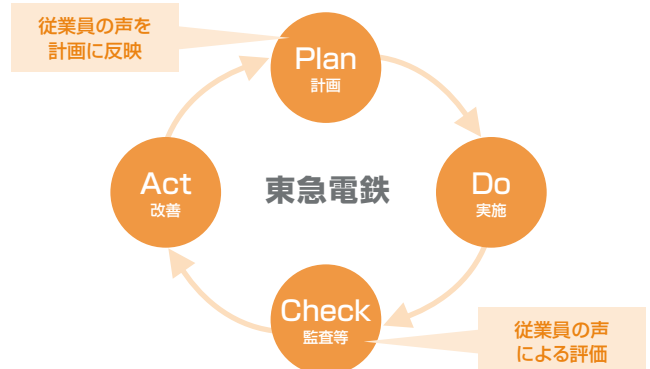 従業員の声を
計画に反映
Plan
計画
Act
改善
東急電鉄
Do
実施
Check
監査等
従業員の声
による評価